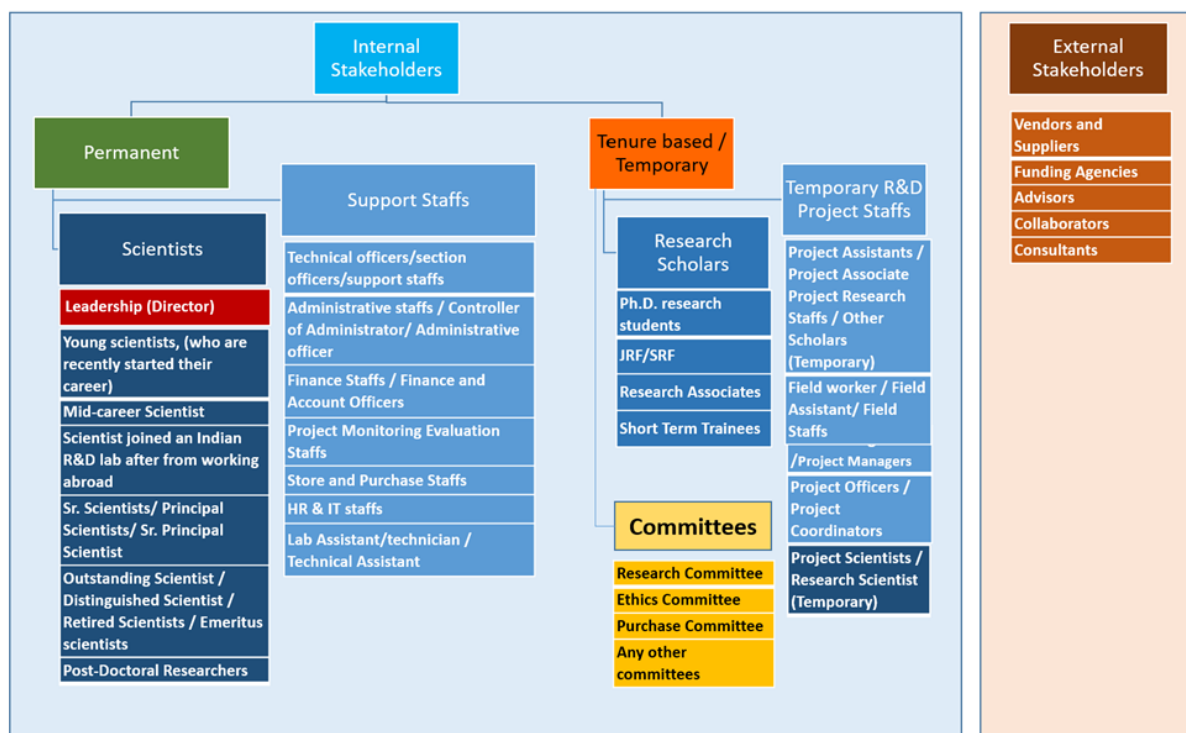 Internal
Stakeholders
External
Stakeholders
Permanent
Tenure based /
Temporary
Scientists
Leadership (Director)
Young scientists, (who are
recently started their
career)
Mid-career Scientist
Scientist joined an Indian
R&D lab after from working
abroad
Sr. Scientists/ Principal
Scientists/ Sr. Principal
Scientist
Outstanding Scientist /
Distinguished Scientist /
Retired Scientists / Emeritus
scientists
Post-Doctoral Researchers
Support Staffs
Technical officers/section
officers/support staffs
Administrative staffs / Controller
of Administrator/ Administrative
officer
Finance Staffs / Finance and
Account Officers
Project Monitoring Evaluation
Staffs
Store and Purchase Staffs
HR & IT staffs
Lab Assistant/technician /
Technical Assistant
Research
Scholars
Ph.D. research
students
JRF/SRF
Research Associates
Short Term Trainees
Committees
Research Committee
Ethics Committee
Purchase Committee
Any other
committees
Temporary R&D
Project Staffs
Project Assistants /
Project Associate
Project Research
Staffs / Other
Scholars
(Temporary)
Field worker / Field
Assistant/ Field
Staffs
/Project Managers
Project Officers /
Project
Coordinators
Project Scientists /
Research Scientist
(Temporary)
Vendors and
Suppliers
Funding Agencies
Advisors
Collaborators
Consultants